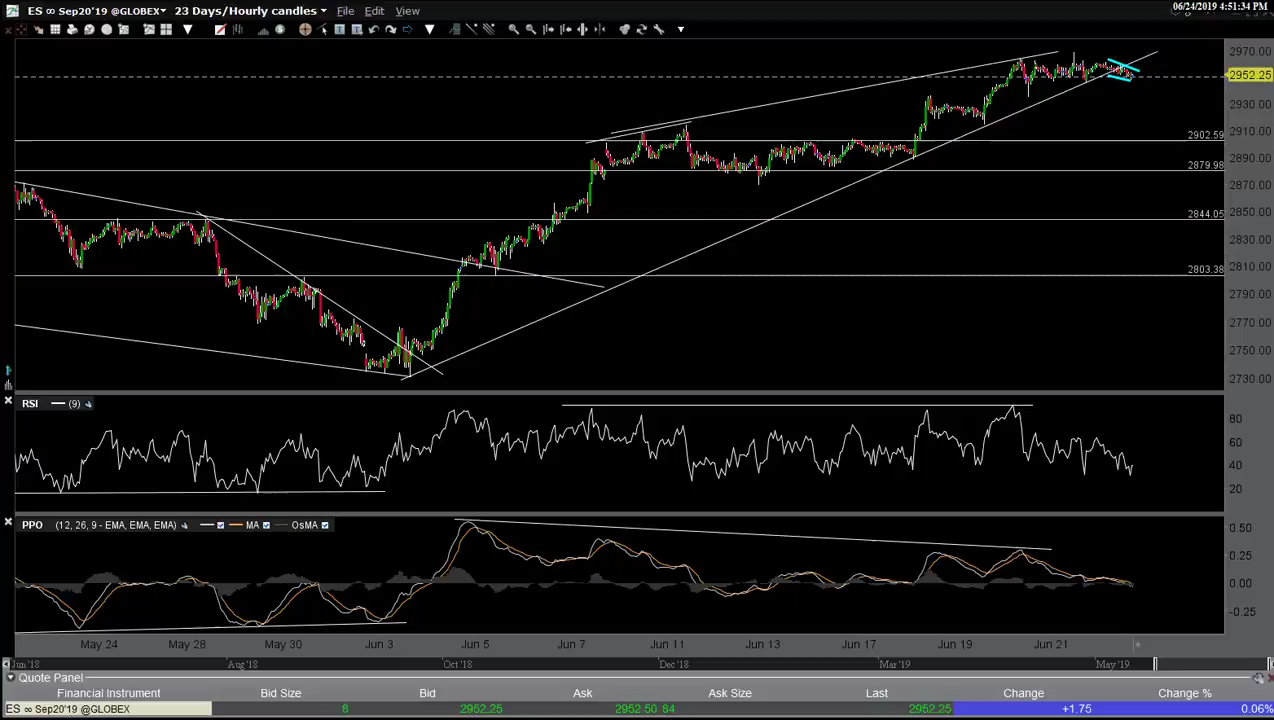 06/24/2019 4:51:34 PM
ES ∞ Sep20'19 @GLOBEX 23 Days/Hourly candles File Edit View
2970.00
2952.25
2930.00
2910.00
2902.59
2890.00
2879.98
2870.00
2850.00
2844.05
2830.00
2810.00
2803.38
2790.00
2770.00
2750.00
2730.00
RSI (9)
80
60
40
20
PPO (12, 26, 9 - EMA, EMA, EMA) MA OsMA
0.50
0.25
0.00
-0.25
May 24 May 28 May 30 Jun 3 Jun 5 Jun 7 Jun 11 Jun 13 Jun 17 Jun 19 Jun 21
Jun '18 Aug '18 Oct '18 Dec '18 Mar '19 May '19
Quote Panel
Financial Instrument Bid Size Bid Ask Ask Size Last Change Change %
ES ∞ Sep20'19 @GLOBEX 8 2952.25 2952.50 84 2952.25 +1.75 0.06%